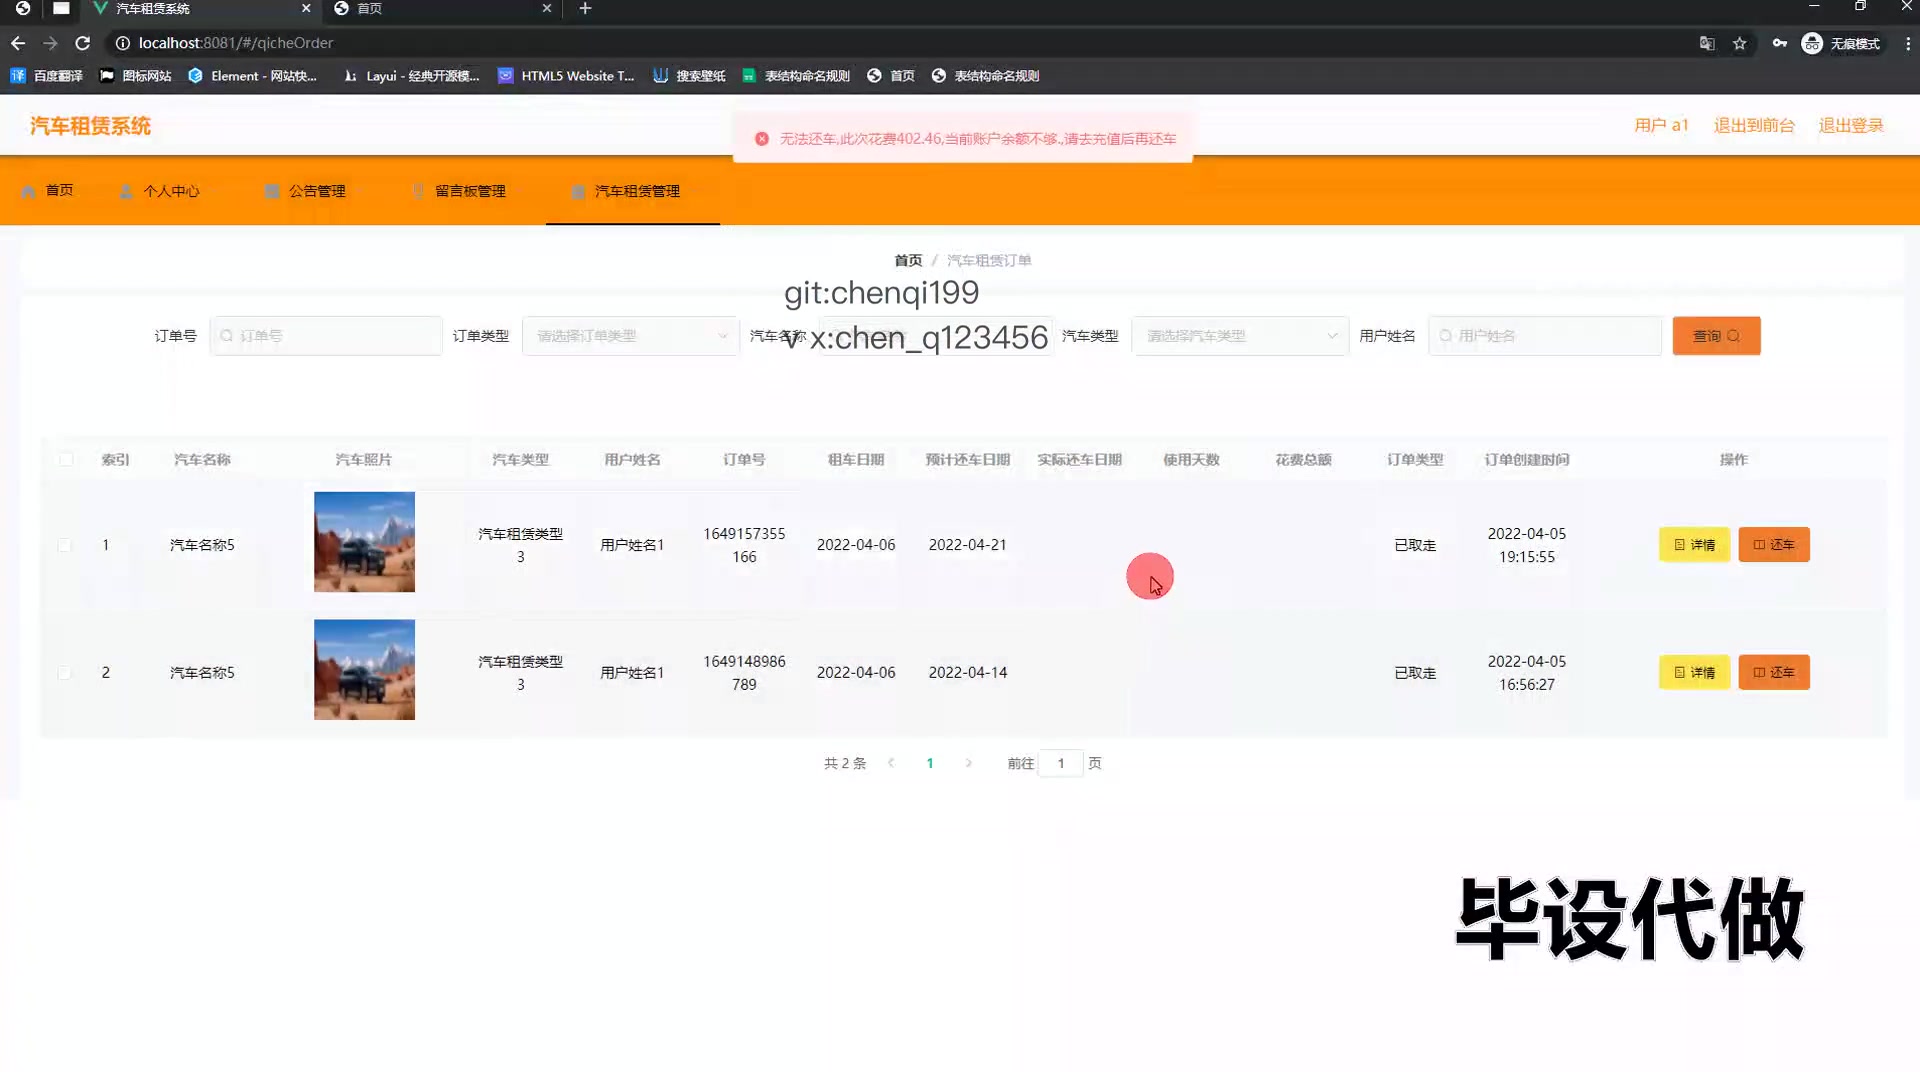 汽车租赁系统
首页
localhost:8081/#/qicheOrder
无痕模式
百度翻译
图标网站
Element - 网站快...
Layui - 经典开源模...
HTML5 Website T...
搜索壁纸
表结构命名规则
首页
表结构命名规则
汽车租赁系统
无法还车,此次花费402.46,当前账户余额不够.,请去充值后再还车
用户 a1
退出到前台
退出登录
首页
个人中心
公告管理
留言板管理
汽车租赁管理
首页 / 汽车租赁订单
git:chenqi199
订单号
订单号
订单类型
请选择订单类型
汽车名称
v x:chen_q123456
汽车类型
请选择汽车类型
用户姓名
用户姓名
查询
索引 汽车名称 汽车照片 汽车类型 用户姓名 订单号 租车日期 预计还车日期 实际还车日期 使用天数 花费总额 订单类型 订单创建时间 操作
1 汽车名称5 汽车租赁类型3 用户姓名1 1649157355166 2022-04-06 2022-04-21 已取走 2022-04-05 19:15:55 详情 还车
2 汽车名称5 汽车租赁类型3 用户姓名1 1649148986789 2022-04-06 2022-04-14 已取走 2022-04-05 16:56:27 详情 还车
共 2 条 1 前往 1 页
毕设代做